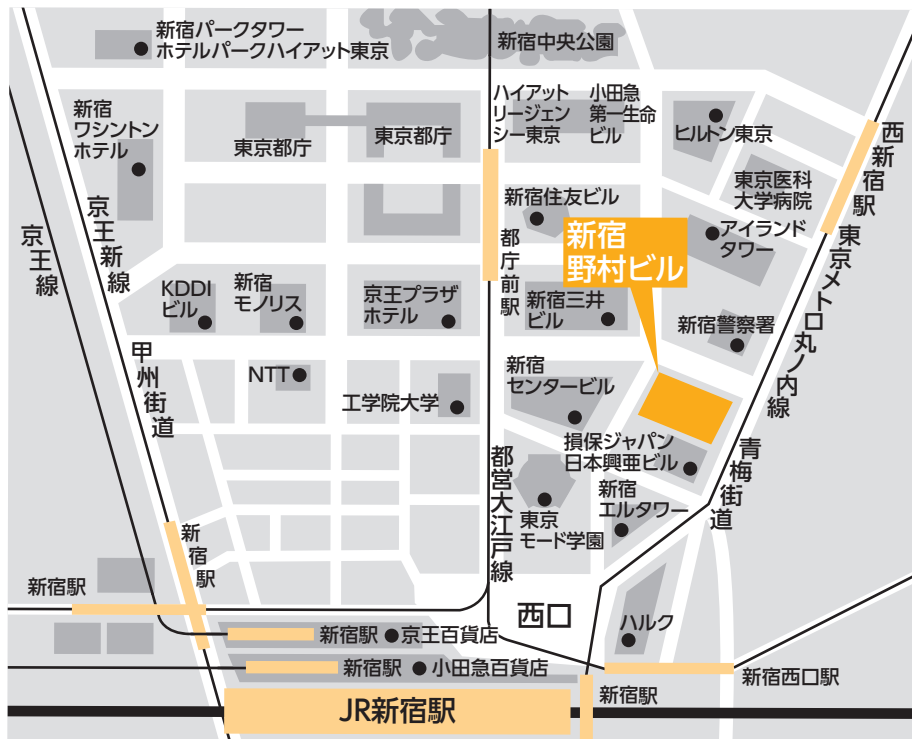 新宿パークタワー
ホテルパークハイアット東京
新宿中央公園
新宿
ワシントン
ホテル
東京都庁
東京都庁
ハイアット
リージェン
シー東京
小田急
第一生命
ビル
ヒルトン東京
西新宿駅
東京医科
大学病院
新宿住友ビル
アイランド
タワー
新宿
野村ビル
京王線
京王新線
都庁前駅
東京メトロ丸ノ内線
KDDI
ビル
新宿
モノリス
京王プラザ
ホテル
新宿三井
ビル
新宿警察署
甲州街道
NTT
工学院大学
新宿
センタービル
損保ジャパン
日本興亜ビル
青梅街道
都営大江戸線
新宿
エルタワー
東京
モード学園
新宿駅
新宿駅
西口
ハルク
新宿駅
京王百貨店
新宿駅
小田急百貨店
新宿西口駅
新宿駅
JR新宿駅